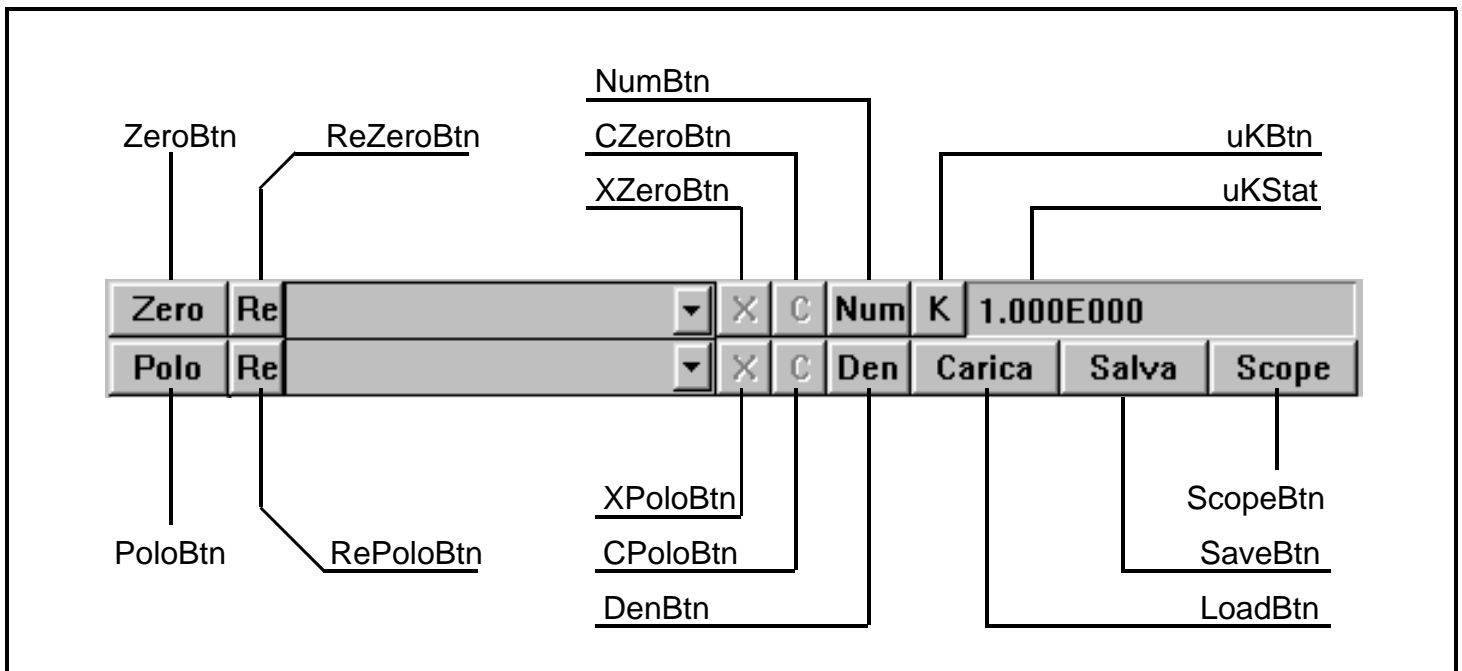 NumBtn
ZeroBtn ReZeroBtn CZeroBtn uKBtn
XZeroBtn uKStat
Zero Re X C Num K 1.000E000
Polo Re X C Den Carica Salva Scope
XPoloBtn ScopeBtn
PoloBtn RePoloBtn CPoloBtn SaveBtn
DenBtn LoadBtn